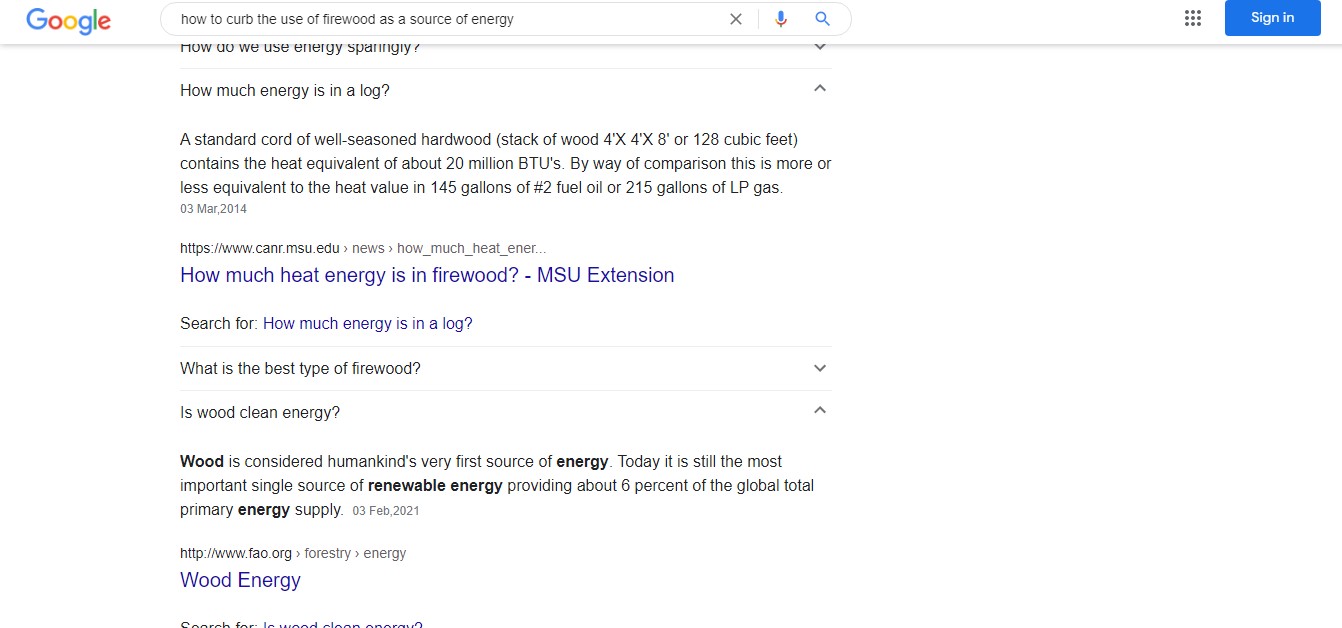 Google
how to curb the use of firewood as a source of energy
Sign in
How do we use energy sparingly?
How much energy is in a log?
A standard cord of well-seasoned hardwood (stack of wood 4'X 4'X 8' or 128 cubic feet)
contains the heat equivalent of about 20 million BTU's. By way of comparison this is more or
less equivalent to the heat value in 145 gallons of #2 fuel oil or 215 gallons of LP gas.
03 Mar,2014
https://www.canr.msu.edu › news › how_much_heat_ener...
How much heat energy is in firewood? - MSU Extension
Search for: How much energy is in a log?
What is the best type of firewood?
Is wood clean energy?
Wood is considered humankind's very first source of energy. Today it is still the most
important single source of renewable energy providing about 6 percent of the global total
primary energy supply. 03 Feb,2021
http://www.fao.org › forestry › energy
Wood Energy
Search for: Is wood clean energy?